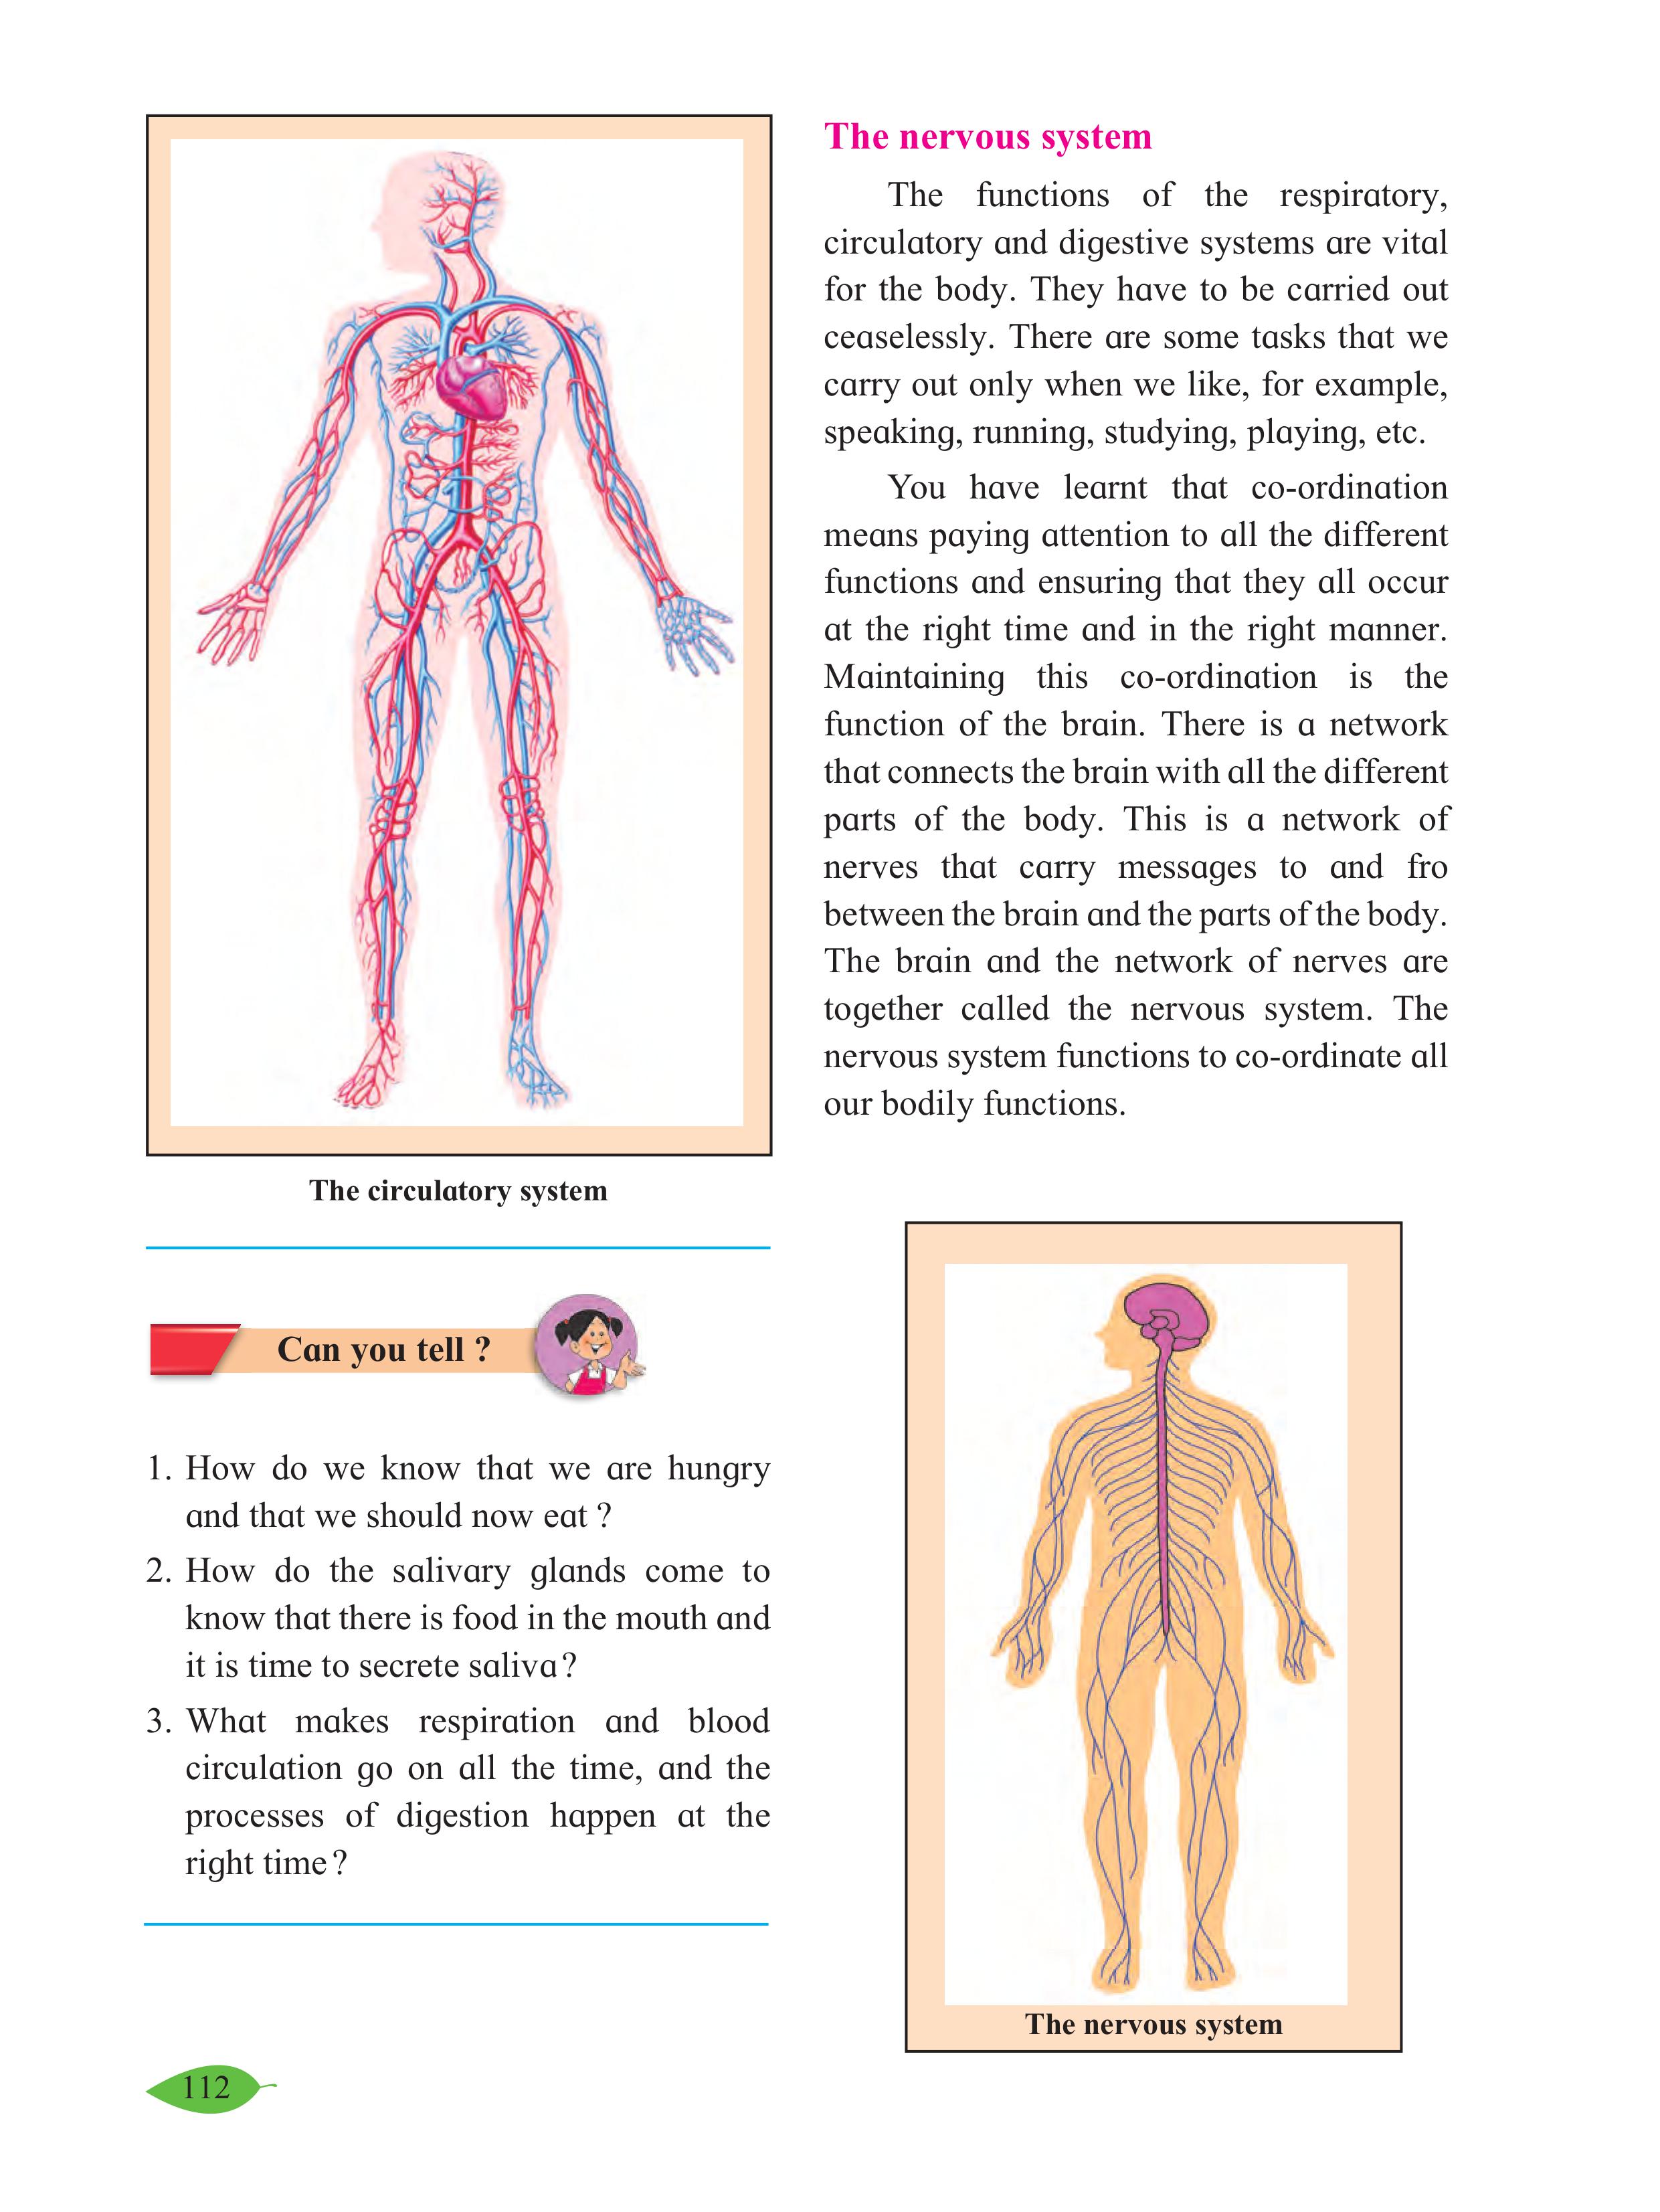 The circulatory system
Can you tell ?
1. How do we know that we are hungry
and that we should now eat ?
2. How do the salivary glands come to
know that there is food in the mouth and
it is time to secrete saliva?
3. What makes respiration and blood
circulation go on all the time, and the
processes of digestion happen at the
right time?
The nervous system
The functions of the respiratory,
circulatory and digestive systems are vital
for the body. They have to be carried out
ceaselessly. There are some tasks that we
carry out only when we like, for example,
speaking, running, studying, playing, etc.
You have learnt that co-ordination
means paying attention to all the different
functions and ensuring that they all occur
at the right time and in the right manner.
Maintaining this co-ordination is the
function of the brain. There is a network
that connects the brain with all the different
parts of the body. This is a network of
nerves that carry messages to and fro
between the brain and the parts of the body.
The brain and the network of nerves are
together called the nervous system. The
nervous system functions to co-ordinate all
our bodily functions.
The nervous system
112